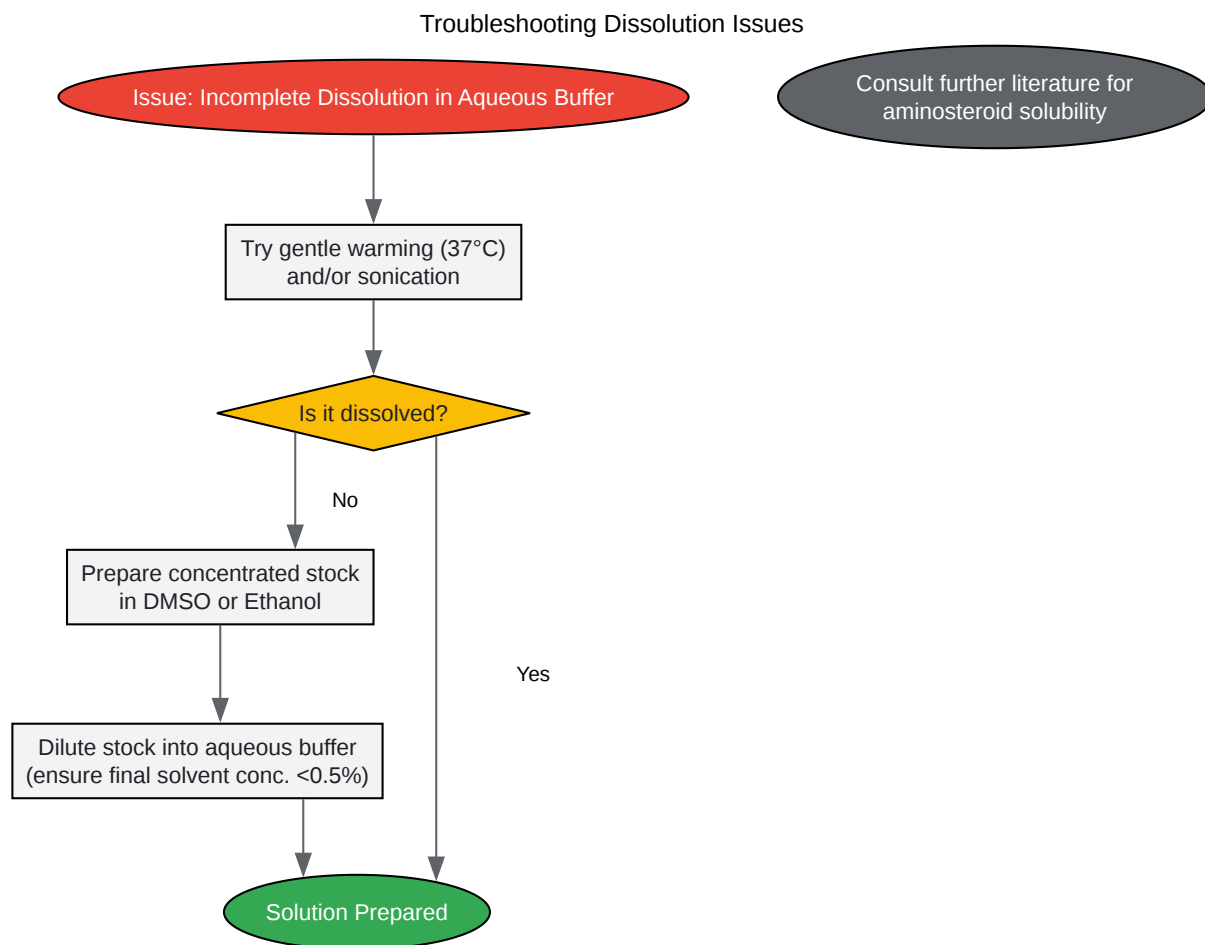 Troubleshooting Dissolution Issues
Issue: Incomplete Dissolution in Aqueous Buffer
Consult further literature for
aminosteroid solubility
Try gentle warming (37°C)
and/or sonication
Is it dissolved?
No
Prepare concentrated stock
in DMSO or Ethanol
Yes
Dilute stock into aqueous buffer
(ensure final solvent conc. <0.5%)
Solution Prepared